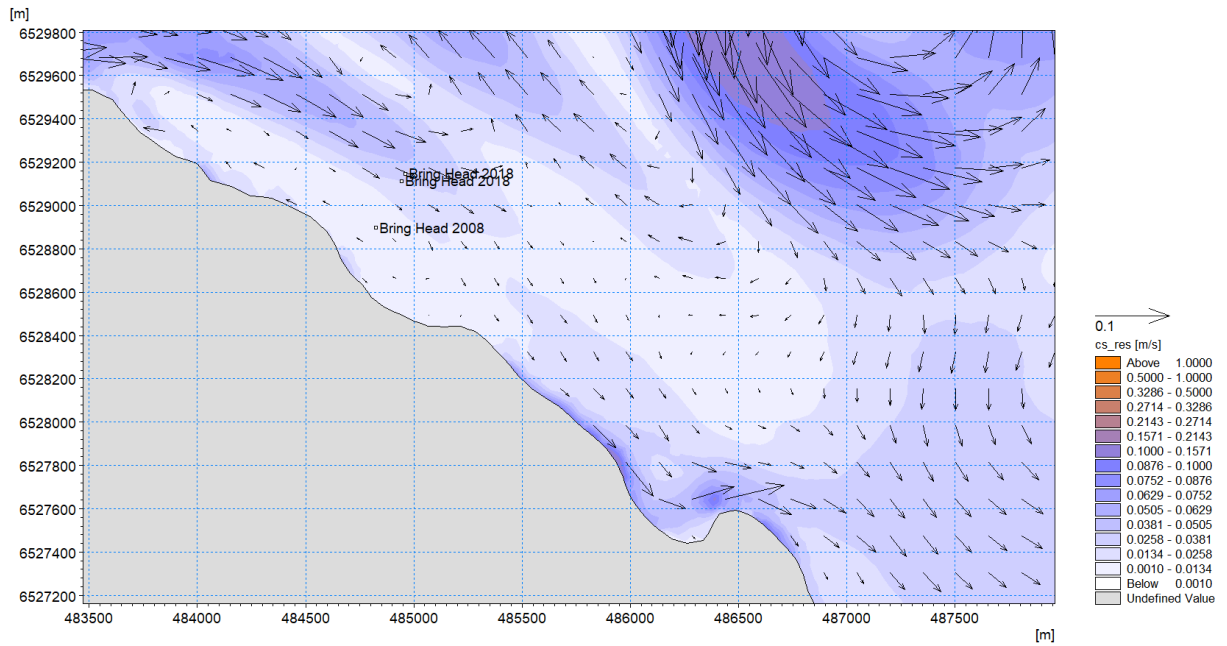 [m]
6529800
6529600
6529400
6529200
6529000
6528800
6528600
6528400
6528200
6528000
6527800
6527600
6527400
6527200
Bring Head 2018
Bring Head 2018
Bring Head 2008
483500 484000 484500 485000 485500 486000 486500 487000 487500
[m]
0.1
cs_res [m/s]
Above 1.0000
0.5000 - 1.0000
0.3286 - 0.5000
0.2714 - 0.3286
0.2143 - 0.2714
0.1571 - 0.2143
0.1000 - 0.1571
0.0876 - 0.1000
0.0752 - 0.0876
0.0629 - 0.0752
0.0505 - 0.0629
0.0381 - 0.0505
0.0258 - 0.0381
0.0134 - 0.0258
0.0010 - 0.0134
Below 0.0010
Undefined Value